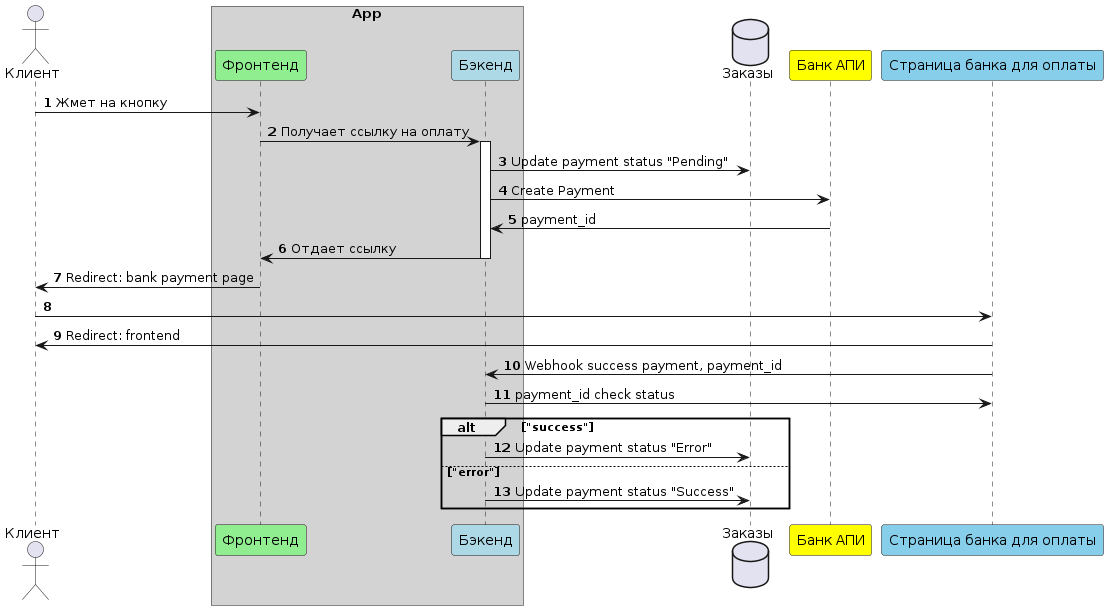 App
Клиент
Фронтенд
Бэкенд
Заказы
Банк АПИ
Страница банка для оплаты
1 Жмет на кнопку
2 Получает ссылку на оплату
3 Update payment status "Pending"
4 Create Payment
5 payment_id
6 Отдает ссылку
7 Redirect: bank payment page
8
9 Redirect: frontend
10 Webhook success payment, payment_id
11 payment_id check status
alt ["success"]
12 Update payment status "Error"
["error"]
13 Update payment status "Success"
Клиент
Фронтенд
Бэкенд
Заказы
Банк АПИ
Страница банка для оплаты